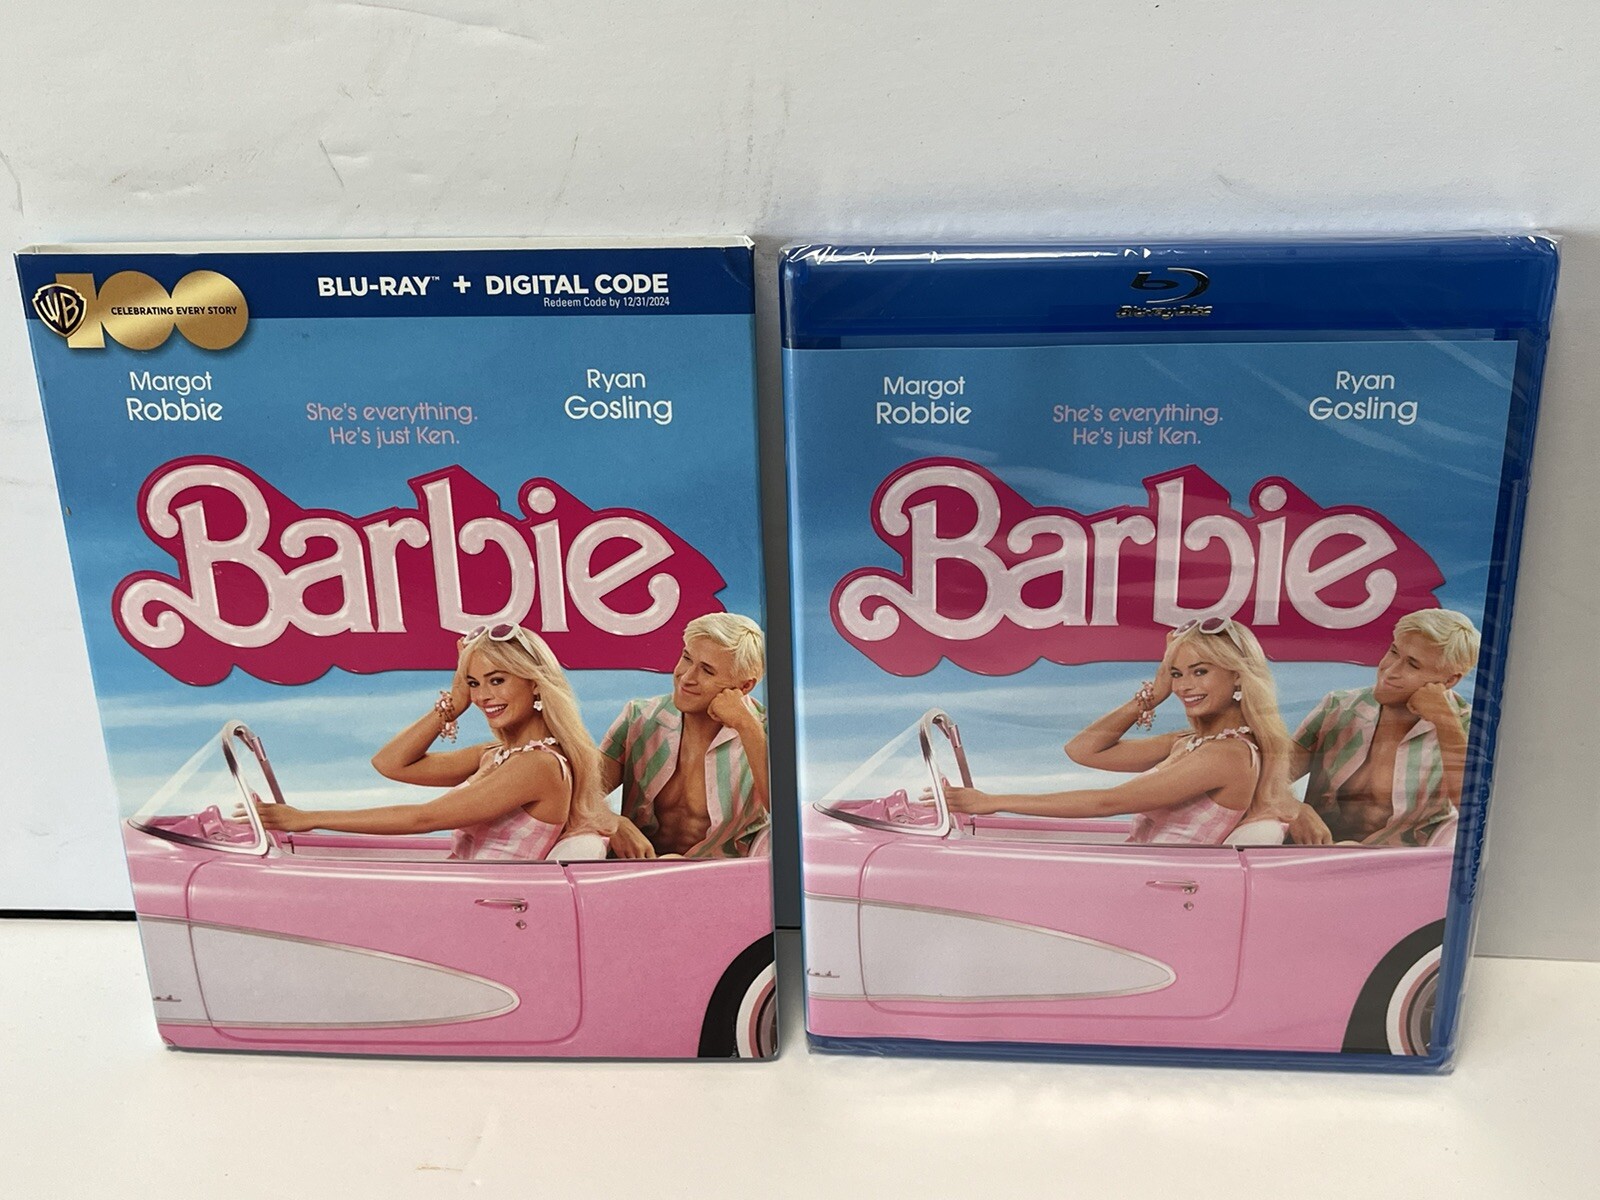 WB 100 CELEBRATING EVERY STORY
BLU-RAY™ + DIGITAL CODE
Redeem Code by 12/31/2024
Margot
Robbie
She's everything.
He's just Ken.
Ryan
Gosling
Barbie
Blu-ray Disc
Margot
Robbie
She's everything.
He's just Ken.
Ryan
Gosling
Barbie